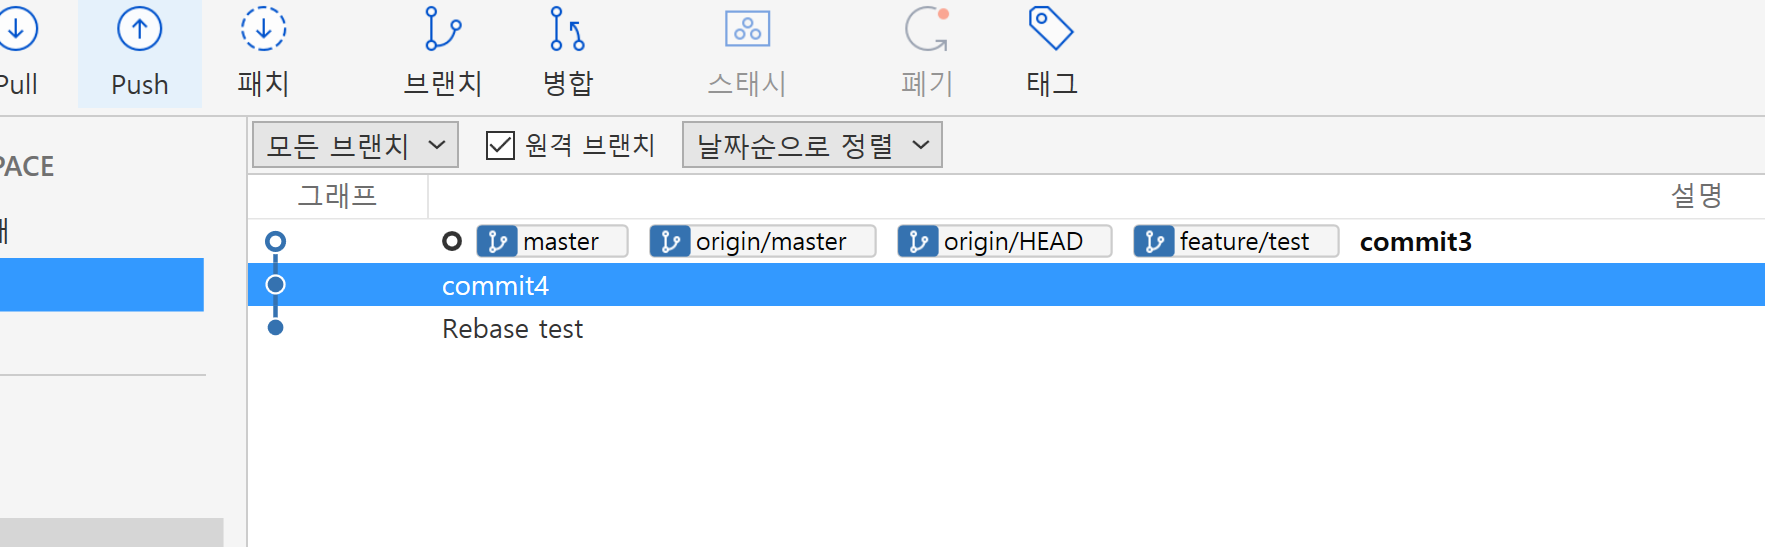 Pull Push 패치 브랜치 병합 스태시 폐기 태그
모든 브랜치 원격 브랜치 날짜순으로 정렬
PACE
그래프 설명
master origin/master origin/HEAD feature/test commit3
commit4
Rebase test